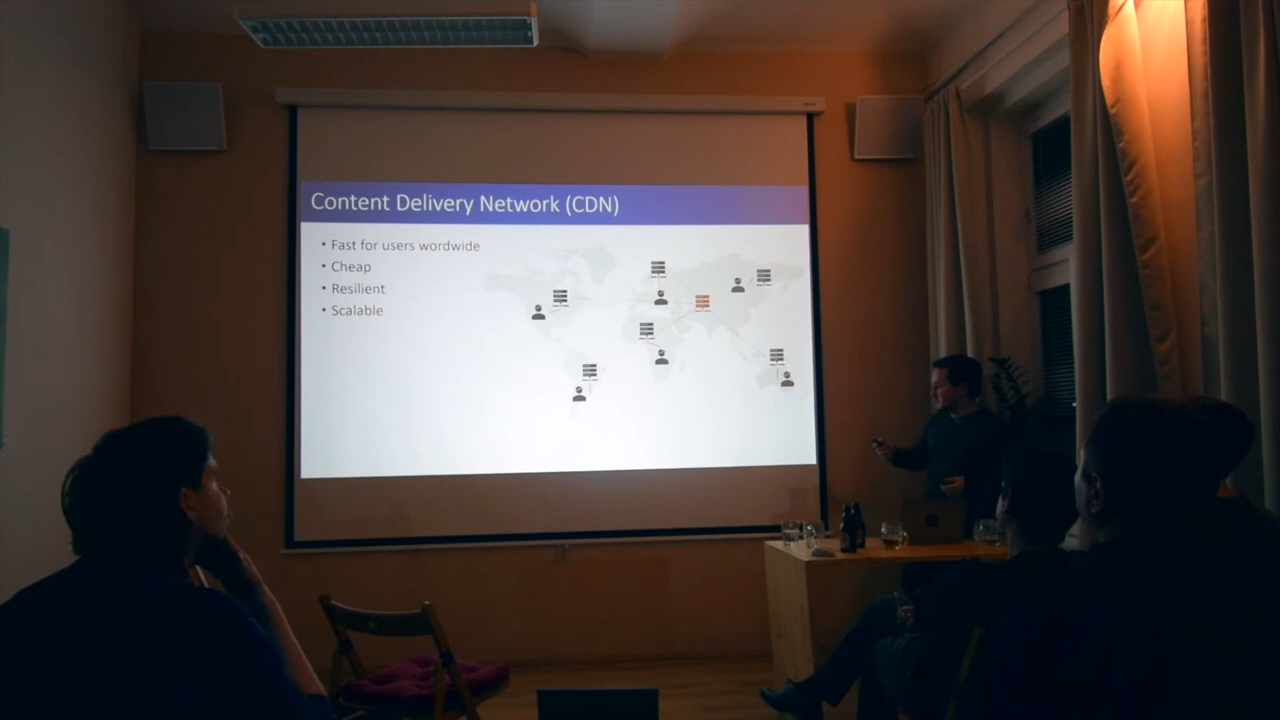 Content Delivery Network (CDN)
• Fast for users wordwide
• Cheap
• Resilient
• Scalable